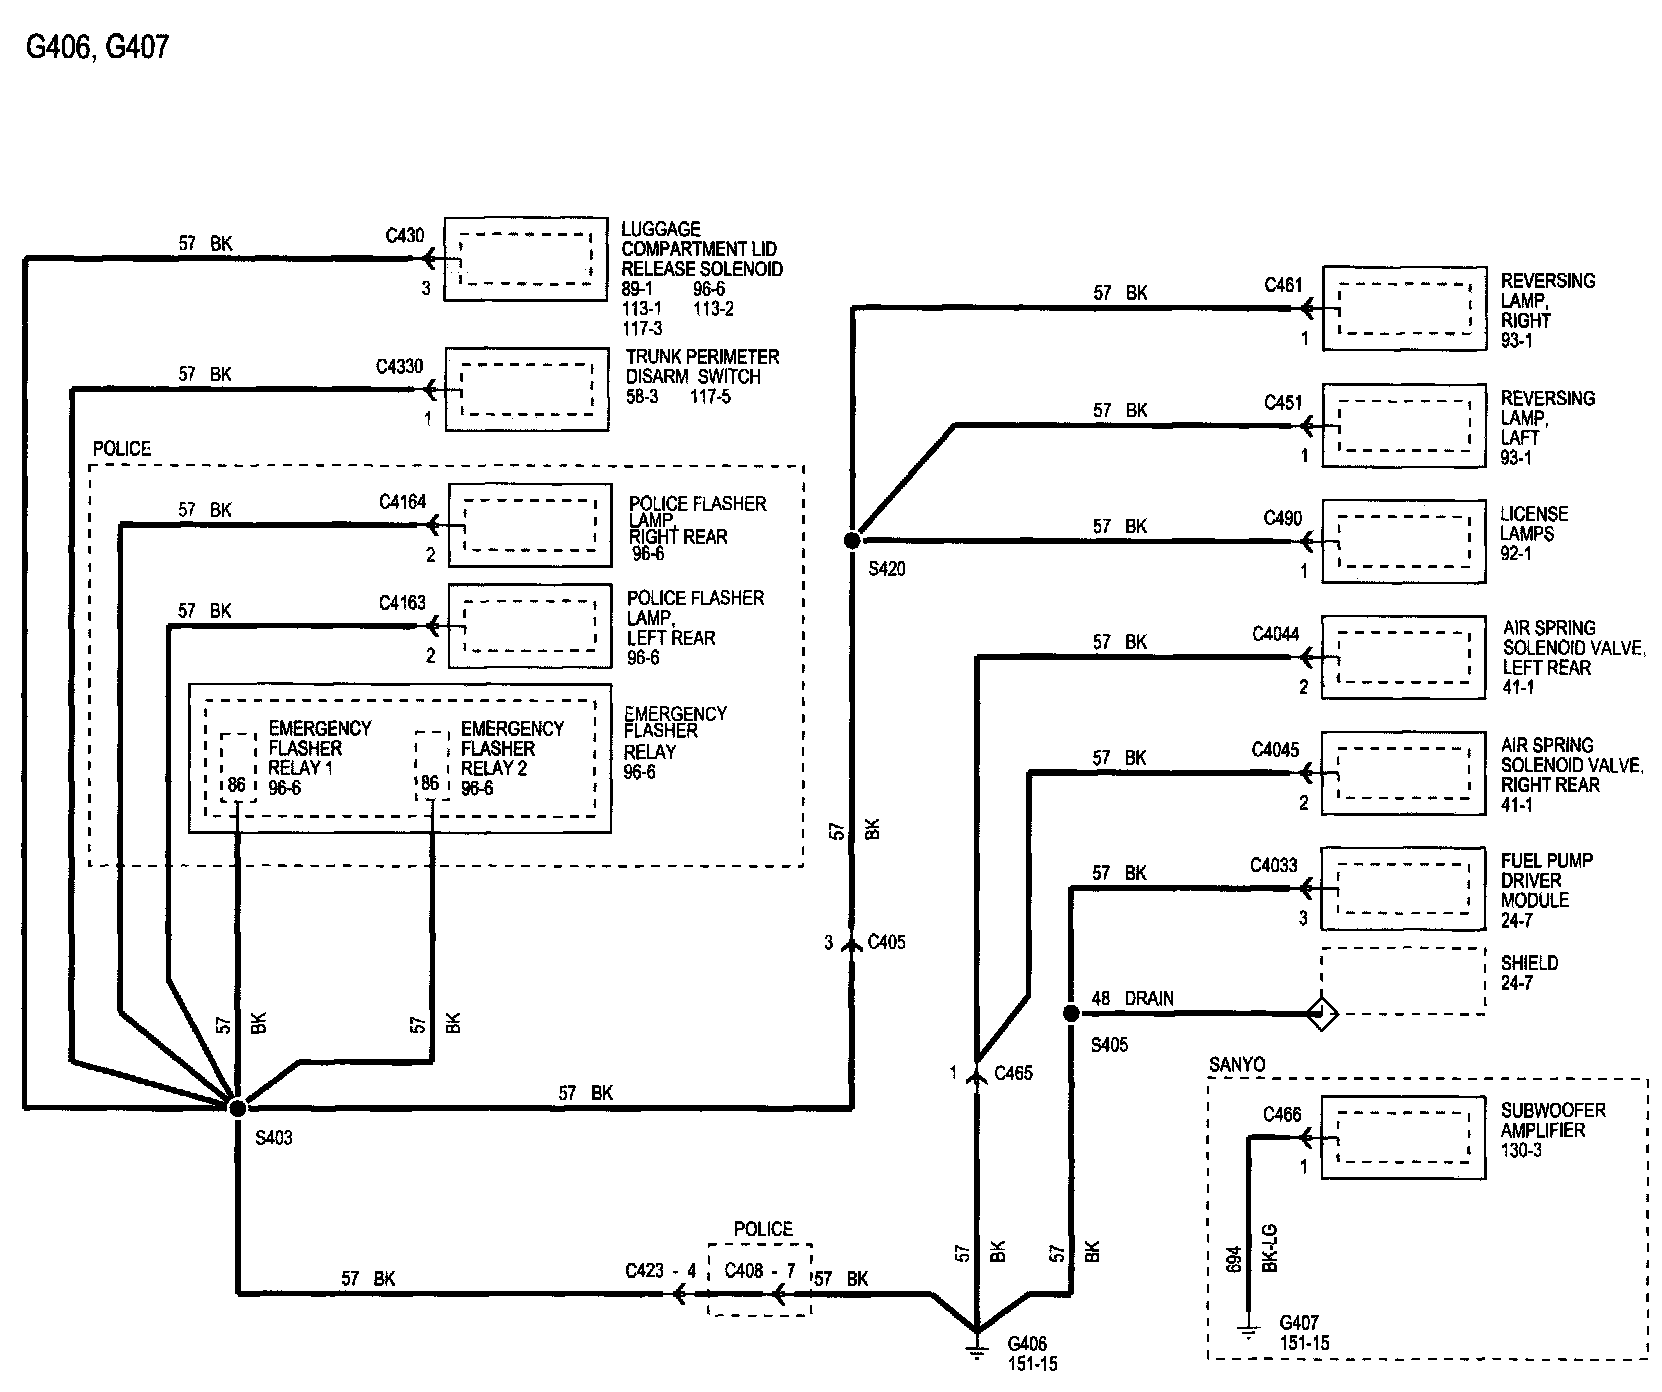 G406, G407
57 BK
C430
3
LUGGAGE
COMPARTMENT LID
RELEASE SOLENOID
89-1 96-6
113-1 113-2
117-3
57 BK
C4330
1
TRUNK PERIMETER
DISARM SWITCH
58-3 117-5
POLICE
57 BK
C4164
2
POLICE FLASHER
LAMP,
RIGHT REAR
96-6
57 BK
C4163
2
POLICE FLASHER
LAMP,
LEFT REAR
96-6
EMERGENCY
FLASHER
RELAY 1
96-6
86
EMERGENCY
FLASHER
RELAY 2
96-6
86
EMERGENCY
FLASHER
RELAY
96-6
57 BK
57 BK
S403
57 BK
57 BK
3 C405
S420
57 BK
C461
1
REVERSING
LAMP,
RIGHT
93-1
57 BK
C451
1
REVERSING
LAMP,
LAFT
93-1
57 BK
C490
1
LICENSE
LAMPS
92-1
57 BK
C4044
2
AIR SPRING
SOLENOID VALVE,
LEFT REAR
41-1
57 BK
C4045
2
AIR SPRING
SOLENOID VALVE,
RIGHT REAR
41-1
57 BK
C4033
3
FUEL PUMP
DRIVER
MODULE
24-7
48 DRAIN
SHIELD
24-7
S405
1 C465
SANYO
C466
1
SUBWOOFER
AMPLIFIER
130-3
694 BK-LG
G407
151-15
57 BK
57 BK
57 BK
C423 - 4
POLICE
C408 - 7
57 BK
G406
151-15